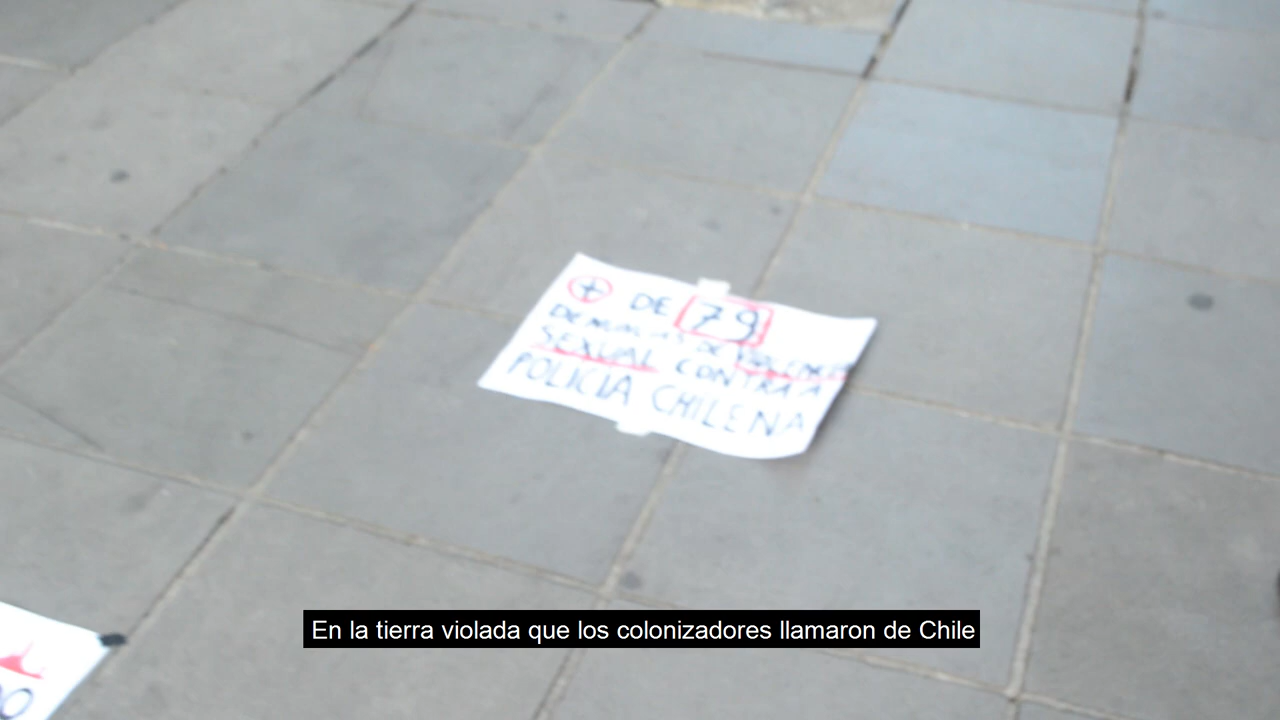 + DE 79
DENUNCIAS DE VIOLENCIA
SEXUAL CONTRA A
POLICIA CHILENA
En la tierra violada que los colonizadores llamaron de Chile